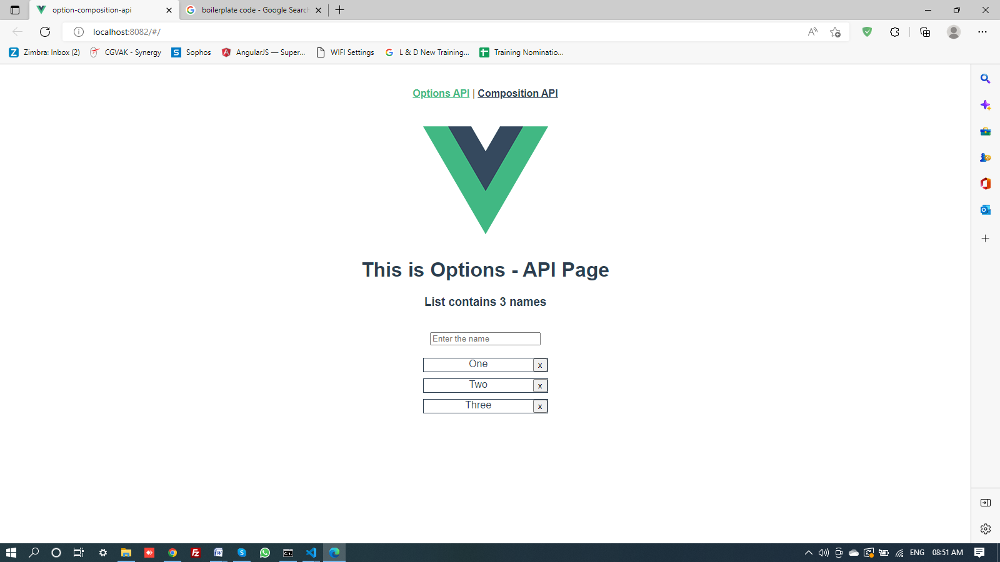 option-composition-api
boilerplate code - Google Search
localhost:8082/#/
Zimbra: Inbox (2)
CGVAK - Synergy
Sophos
AngularJS — Super...
WIFI Settings
L & D New Training...
Training Nominatio...
Options API | Composition API
This is Options - API Page
List contains 3 names
Enter the name
One x
Two x
Three x
ENG
08:51 AM